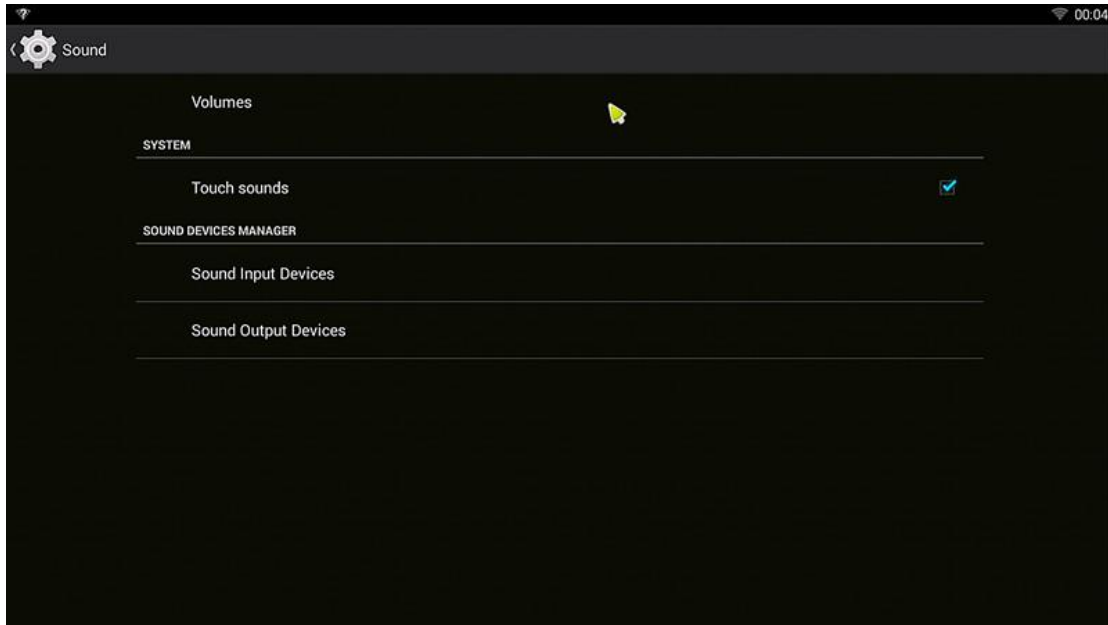 00:04
Sound
Volumes
SYSTEM
Touch sounds
SOUND DEVICES MANAGER
Sound Input Devices
Sound Output Devices